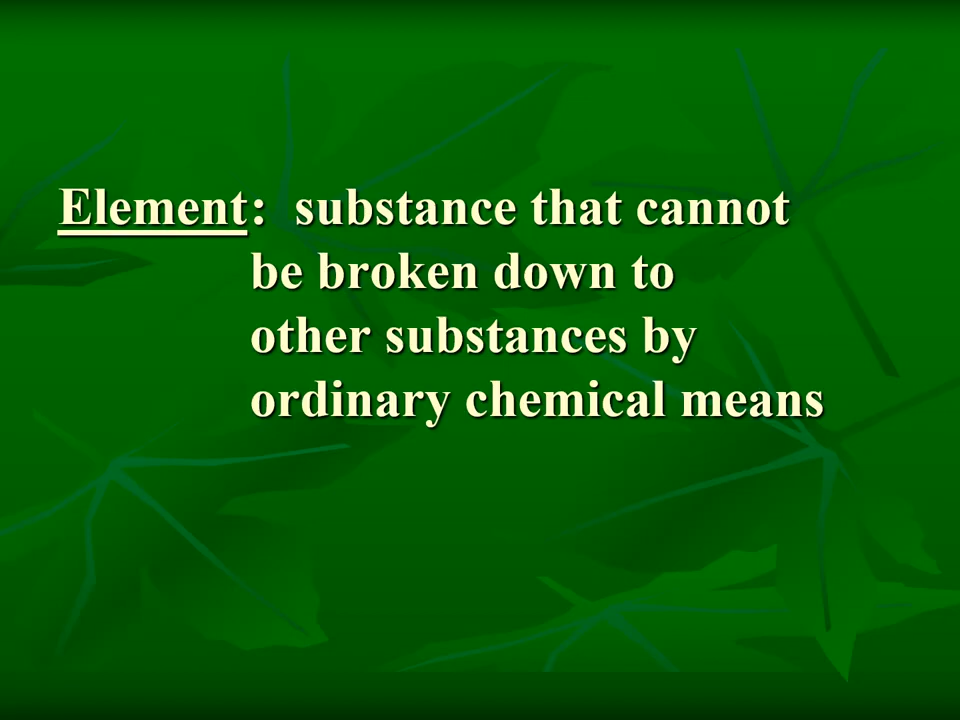 Element:  substance that cannot
be broken down to
other substances by
ordinary chemical means